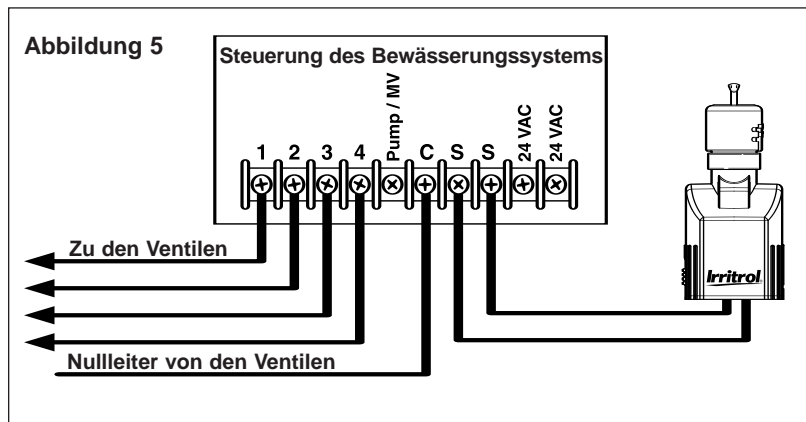 Abbildung 5
Steuerung des Bewässerungssystems
1 2 3 4 Pump / MV C S S 24 VAC 24 VAC
Zu den Ventilen
Irritrol
Nullleiter von den Ventilen